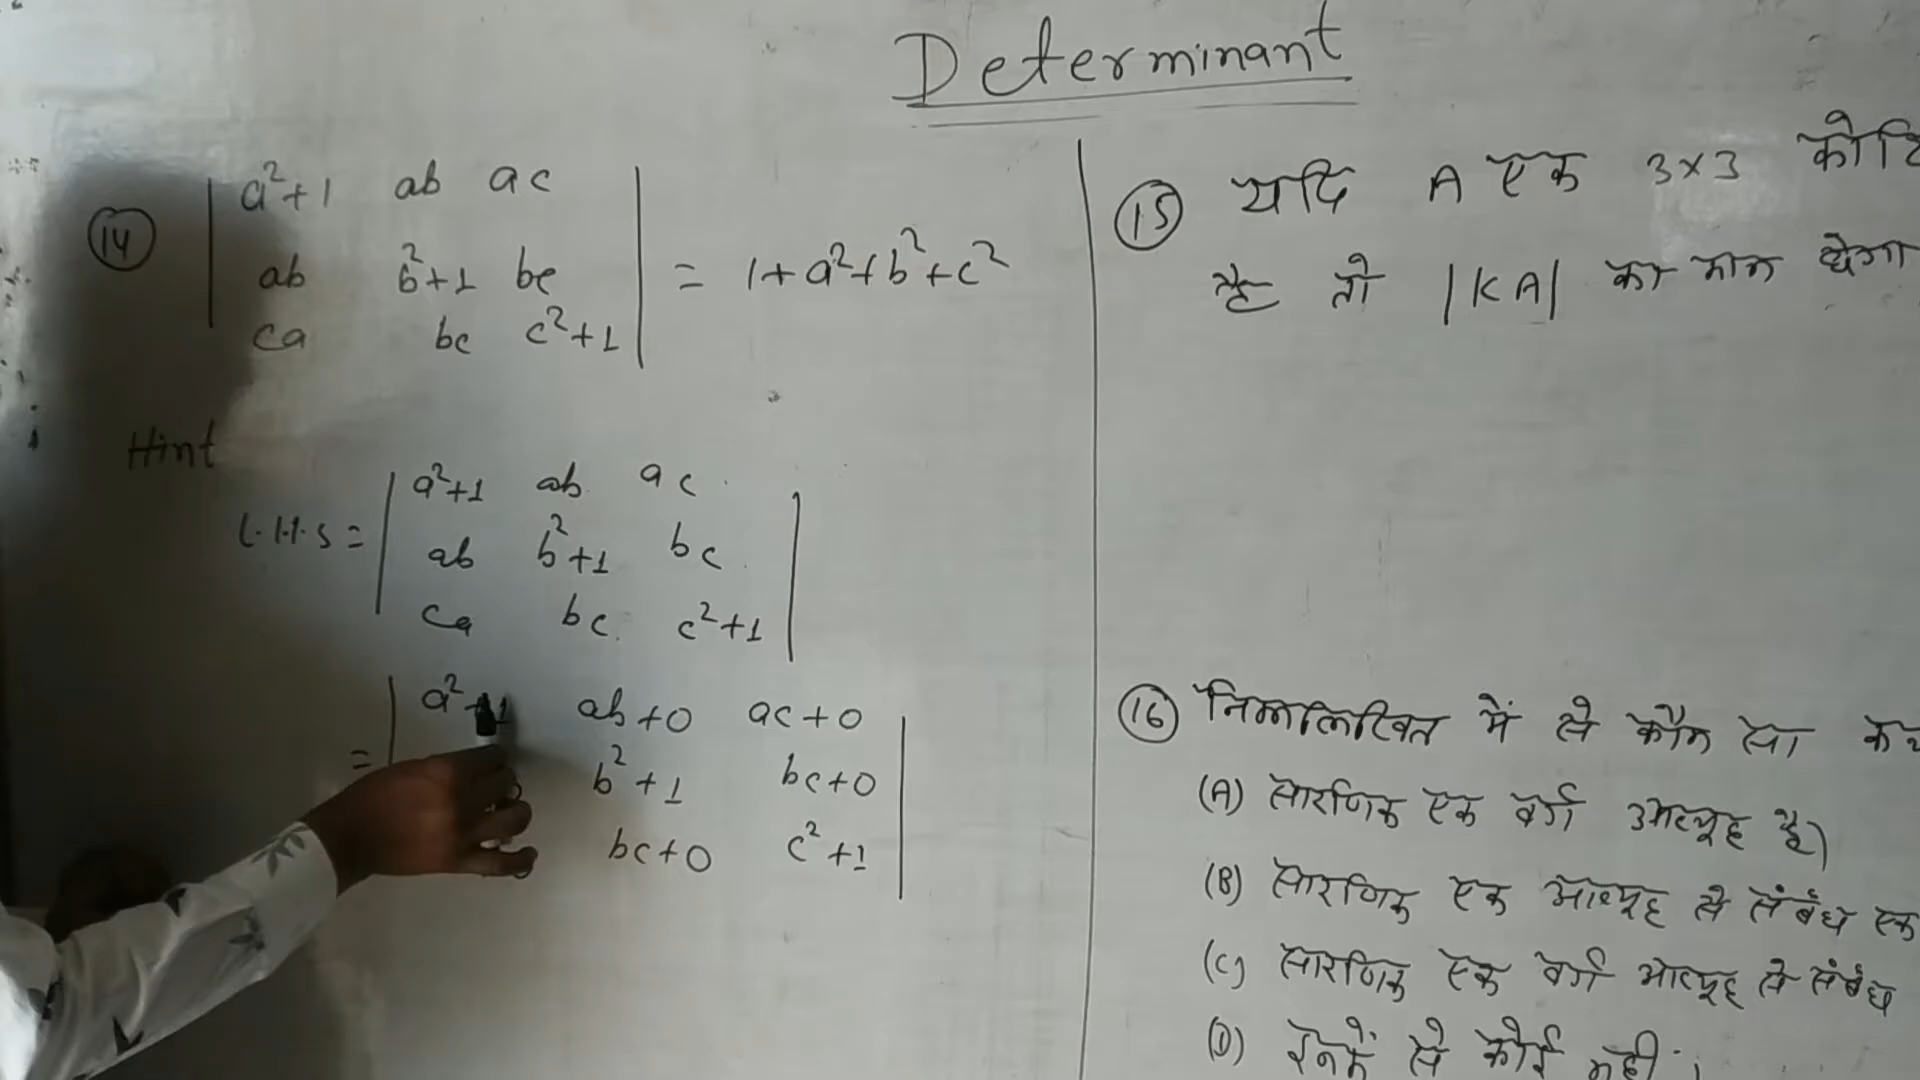 Determinant
(14) | a²+1 ab ac |
| ab b²+1 bc | = 1+a²+b²+c²
| ca bc c²+1 |
Hint
L.H.S = | a²+1 ab ac |
| ab b²+1 bc |
| ca bc c²+1 |
= | a²+1 ab+0 ac+0 |
b²+1 bc+0 |
bc+0 c²+1 |
(15) यदि A एक 3×3
है तो |KA| का मान होगा
(16) निम्नलिखित में से कौन सा
(A) सारणिक एक वर्ग आव्यूह है।
(B) सारणिक एक आव्यूह से संबंध एक
(C) सारणिक एक वर्ग आव्यूह से संबंध
(D) इनमें से कोई नहीं।